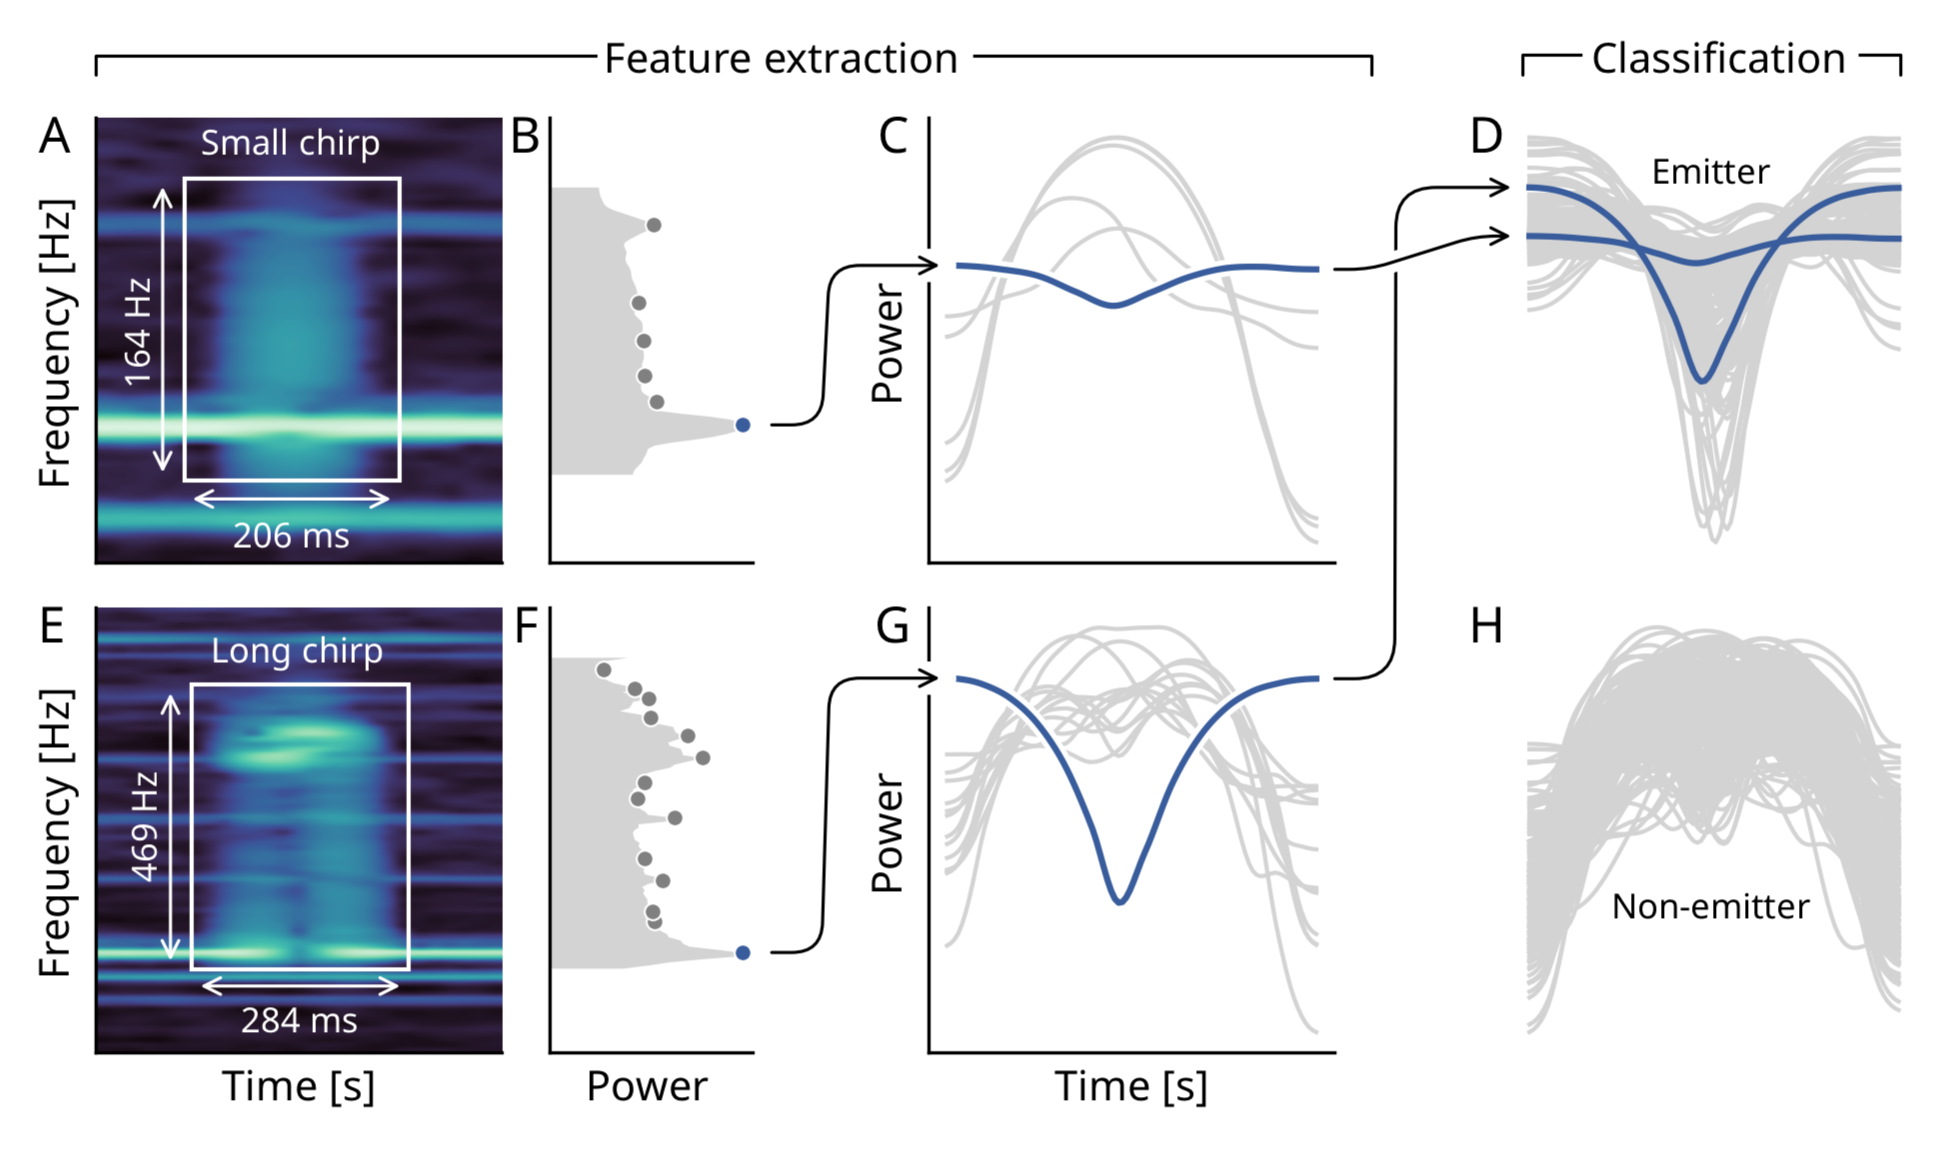 Feature extraction
Classification
A
Small chirp
Frequency [Hz]
164 Hz
206 ms
B
C
Power
D
Emitter
E
Long chirp
Frequency [Hz]
469 Hz
284 ms
Time [s]
F
Power
G
Power
Time [s]
H
Non-emitter